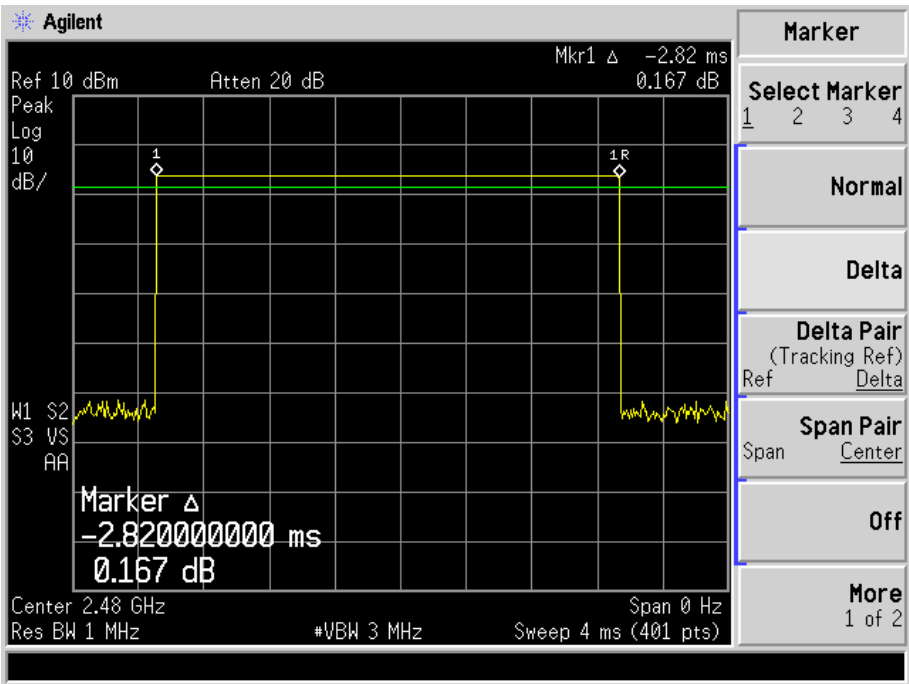 Agilent
Mkr1 Δ -2.82 ms
Ref 10 dBm Atten 20 dB 0.167 dB
Peak
Log
10
dB/
1
1R
W1 S2
S3 VS
AA
Marker Δ
-2.820000000 ms
0.167 dB
Center 2.48 GHz Span 0 Hz
Res BW 1 MHz #VBW 3 MHz Sweep 4 ms (401 pts)
Marker
Select Marker
1 2 3 4
Normal
Delta
Delta Pair
(Tracking Ref)
Ref Delta
Span Pair
Span Center
Off
More
1 of 2